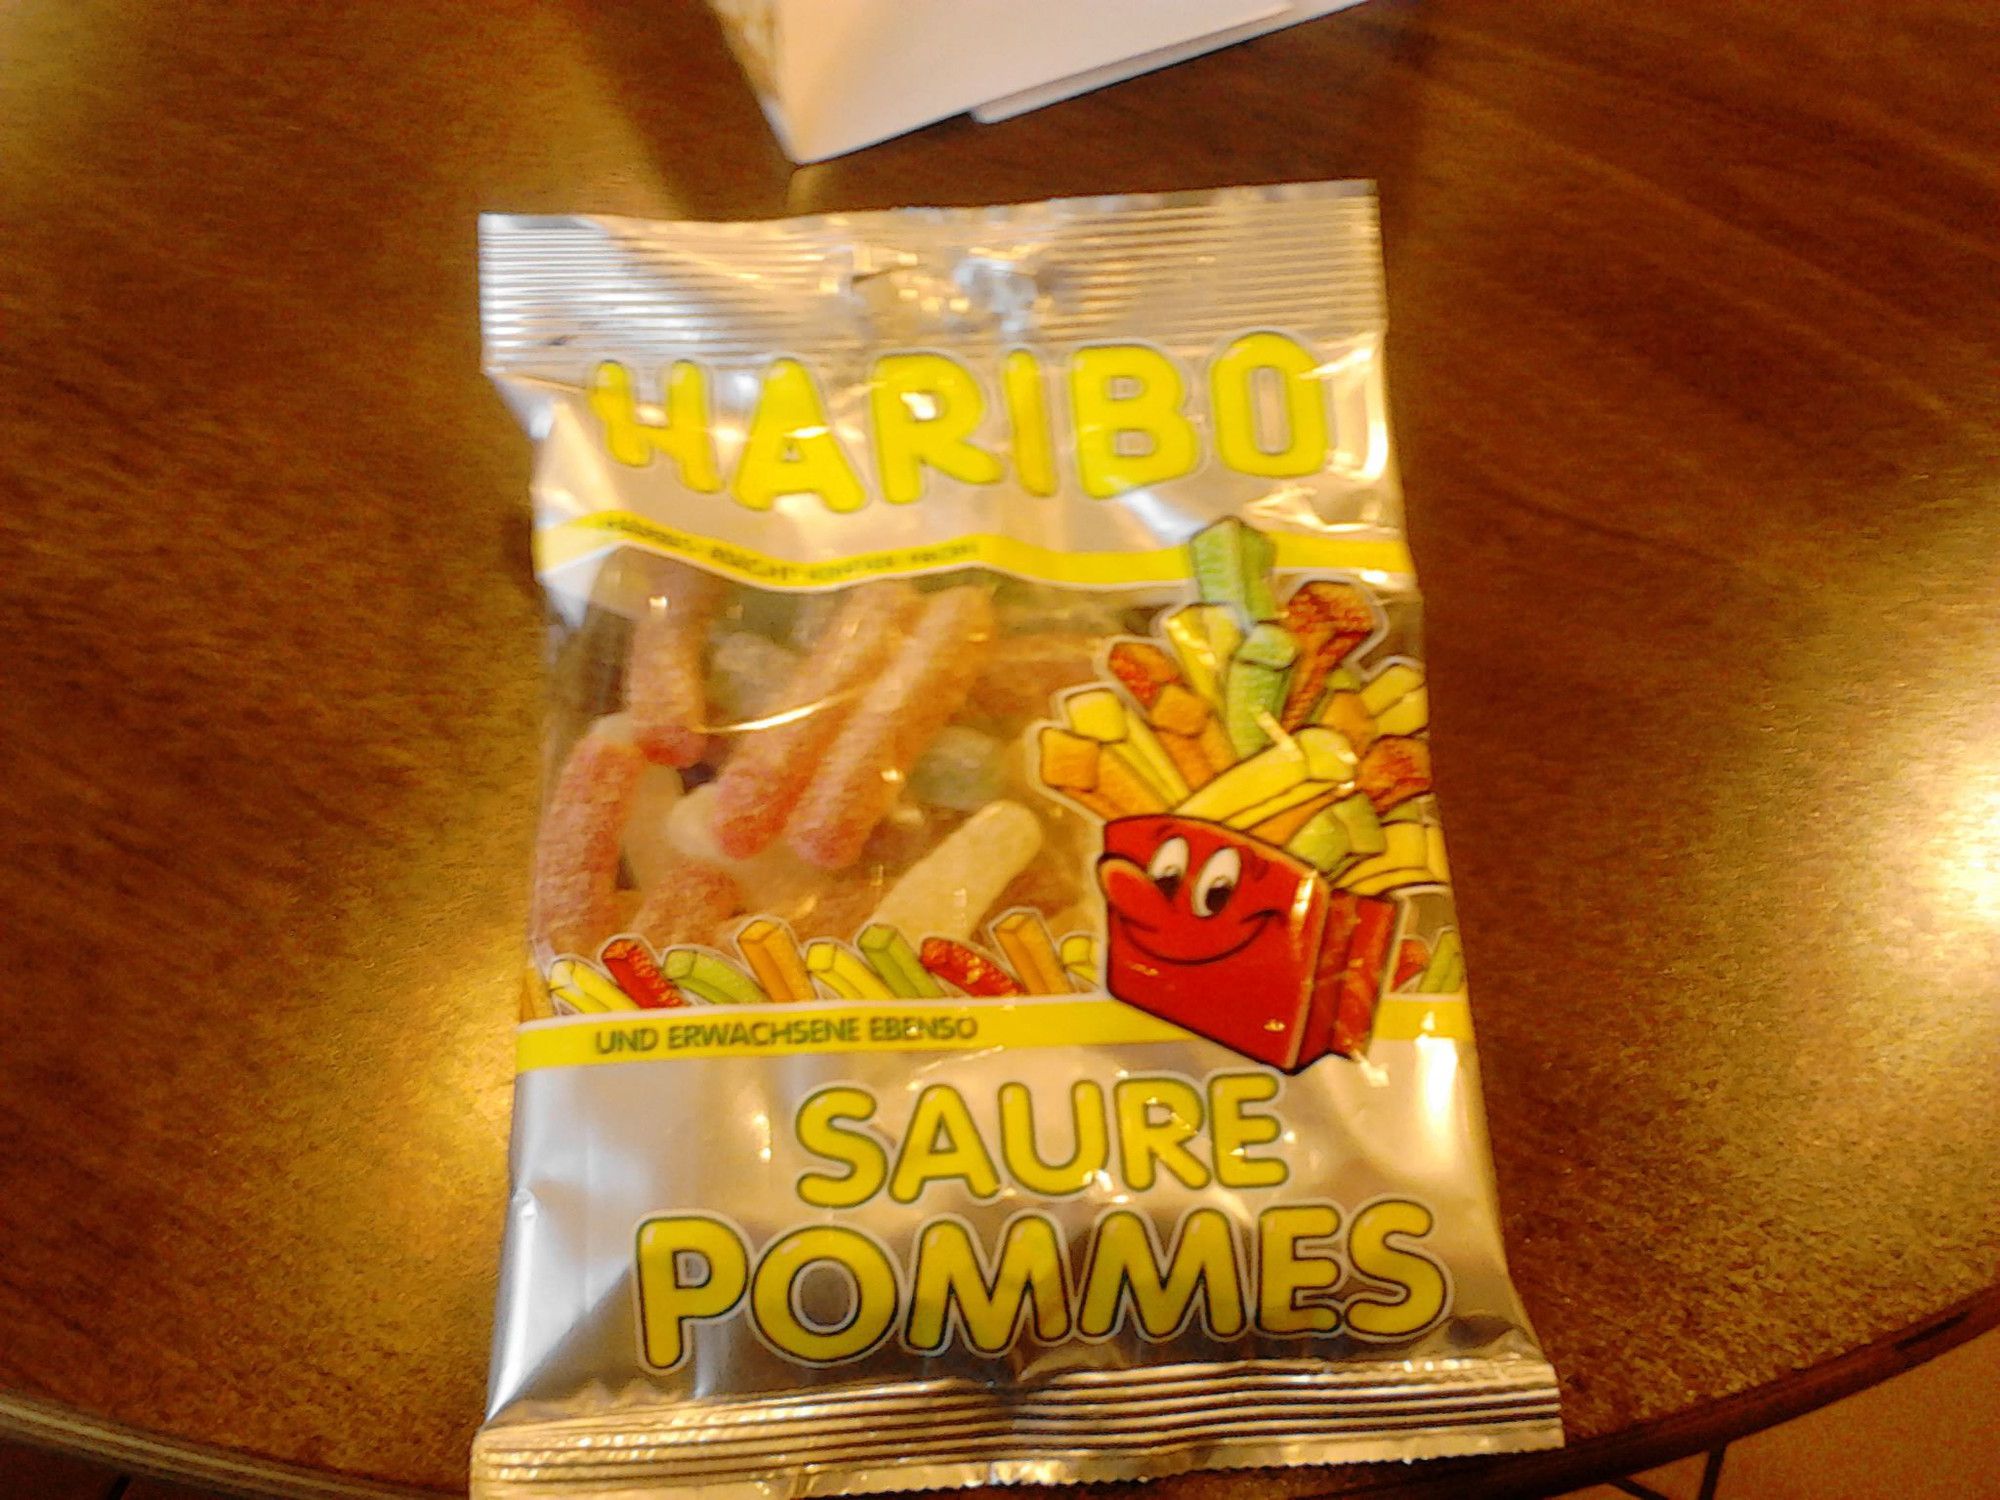 HARIBO
UND ERWACHSENE EBENSO
SAURE
POMMES